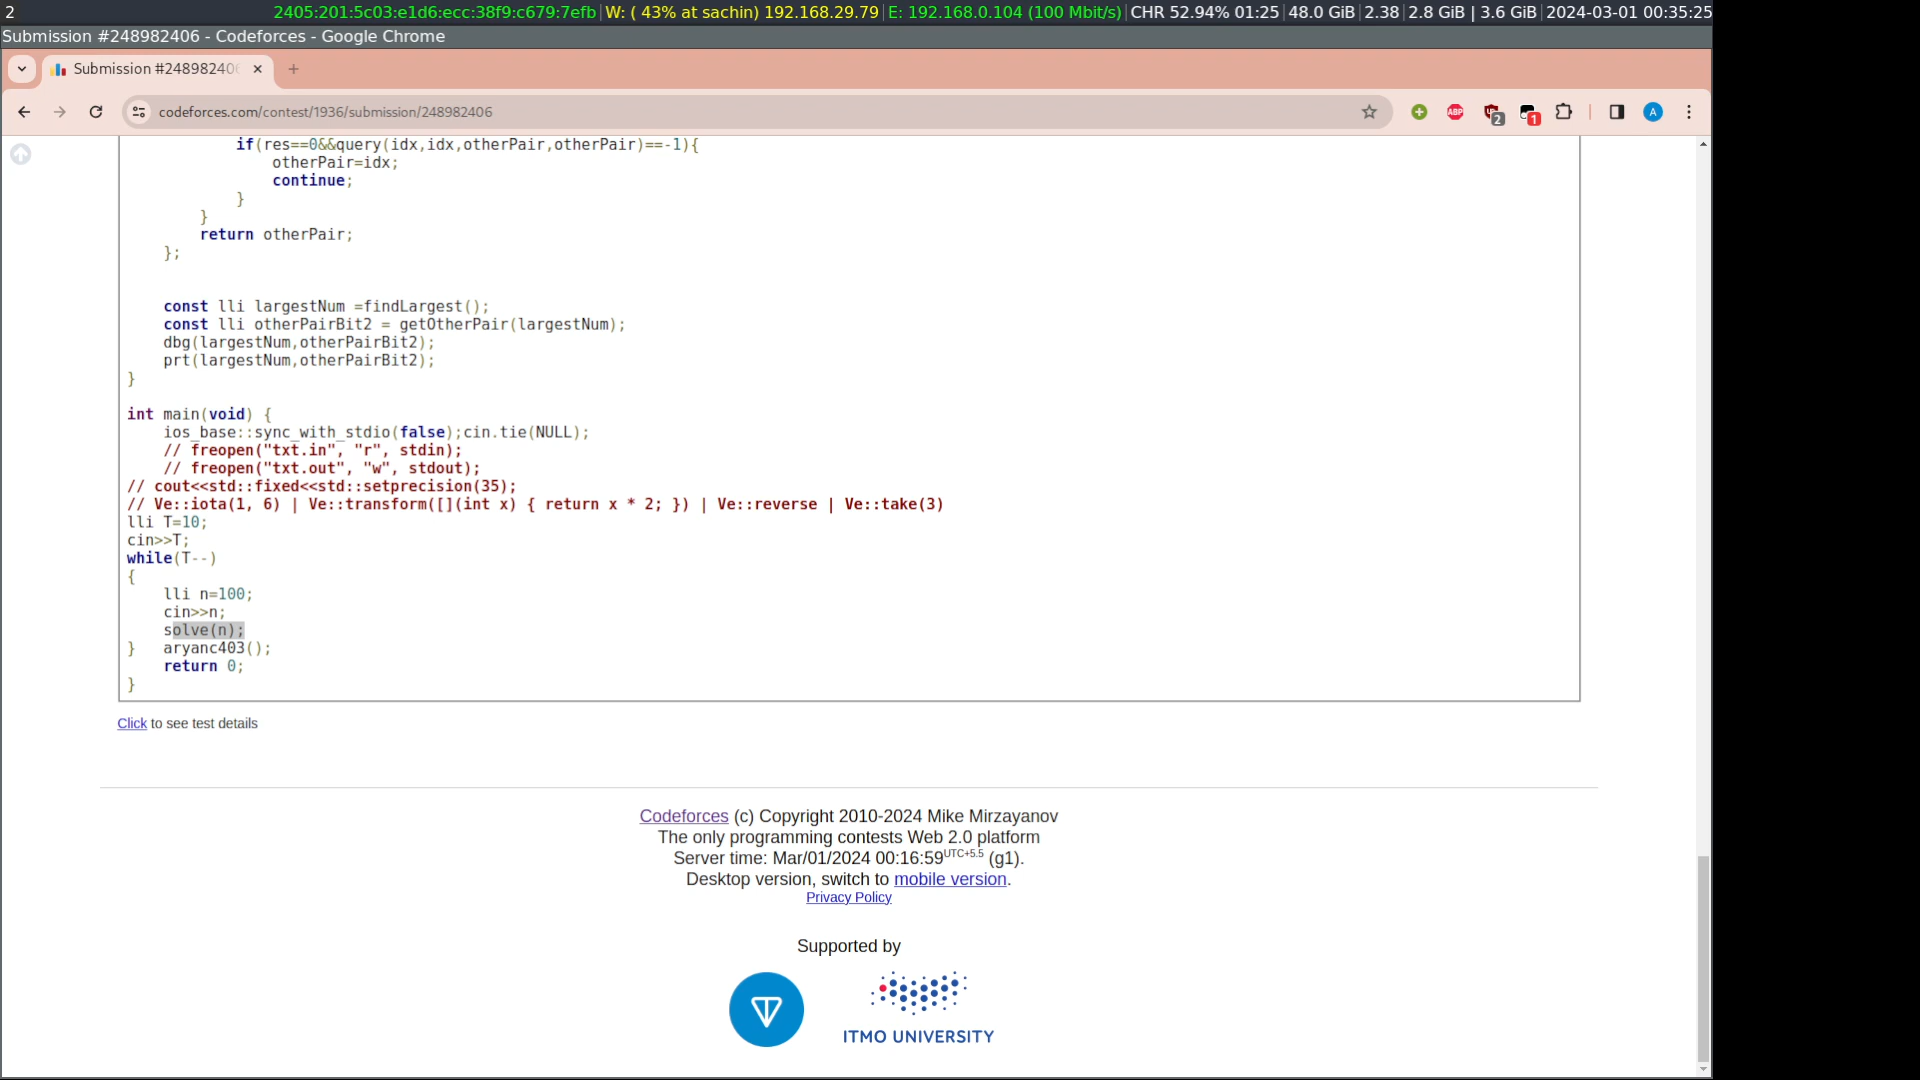 2 2405:201:5c03:e1d6:ecc:38f9:c679:7efb W: ( 43% at sachin) 192.168.29.79 E: 192.168.0.104 (100 Mbit/s) CHR 52.94% 01:25 48.0 GiB 2.38 2.8 GiB | 3.6 GiB 2024-03-01 00:35:25
Submission #248982406 - Codeforces - Google Chrome
Submission #248982406
codeforces.com/contest/1936/submission/248982406 ABP 2 1 A
if(res==0&&query(idx,idx,otherPair,otherPair)==-1){
otherPair=idx;
continue;
}
}
return otherPair;
};
const lli largestNum =findLargest();
const lli otherPairBit2 = getOtherPair(largestNum);
dbg(largestNum,otherPairBit2);
prt(largestNum,otherPairBit2);
}
int main(void) {
ios_base::sync_with_stdio(false);cin.tie(NULL);
// freopen("txt.in", "r", stdin);
// freopen("txt.out", "w", stdout);
// cout<<std::fixed<<std::setprecision(35);
// Ve::iota(1, 6) | Ve::transform([](int x) { return x * 2; }) | Ve::reverse | Ve::take(3)
lli T=10;
cin>>T;
while(T--)
{
lli n=100;
cin>>n;
solve(n);
} aryanc403();
return 0;
}
Click to see test details
Codeforces (c) Copyright 2010-2024 Mike Mirzayanov
The only programming contests Web 2.0 platform
Server time: Mar/01/2024 00:16:59UTC+5.5 (g1).
Desktop version, switch to mobile version.
Privacy Policy
Supported by
ITMO UNIVERSITY